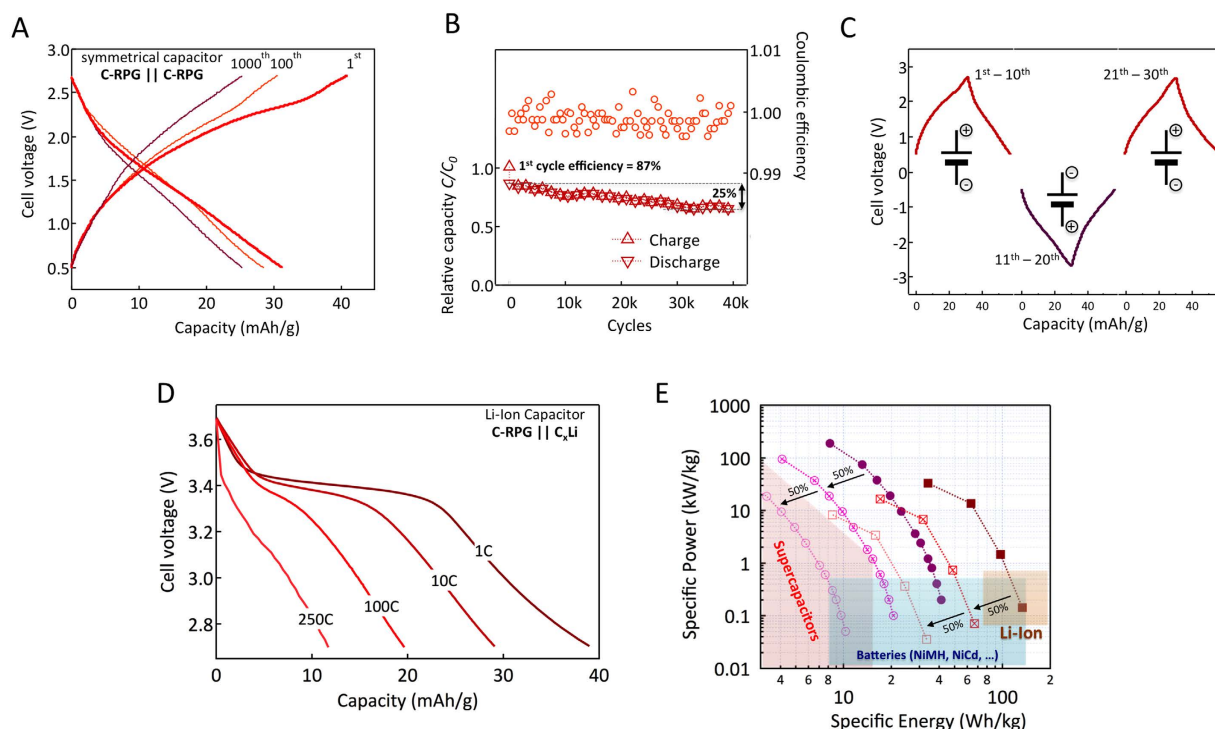 A
symmetrical capacitor
C-RPG || C-RPG
1000th
100th
1st
3.0
2.5
2.0
1.5
1.0
0.5
Cell voltage (V)
0
10
20
30
40
Capacity (mAh/g)
B
1.01
1.00
0.99
Coulombic efficiency
1st cycle efficiency = 87%
25%
1.0
0.5
0.0
Relative capacity C/C0
Charge
Discharge
0
10k
20k
30k
40k
Cycles
C
3
2
1
0
-1
-2
-3
Cell voltage (V)
1st – 10th
21th – 30th
11th – 20th
+
-
-
+
+
-
0
20
40
0
20
40
0
20
40
Capacity (mAh/g)
D
Li-Ion Capacitor
C-RPG || CxLi
3.6
3.4
3.2
3.0
2.8
Cell voltage (V)
1C
10C
100C
250C
0
10
20
30
40
Capacity (mAh/g)
E
1000
100
10
1
0.1
0.01
Specific Power (kW/kg)
50%
50%
50%
50%
Supercapacitors
Li-Ion
Batteries (NiMH, NiCd, ...)
4
6
8
10
2
4
6
8
100
2
Specific Energy (Wh/kg)